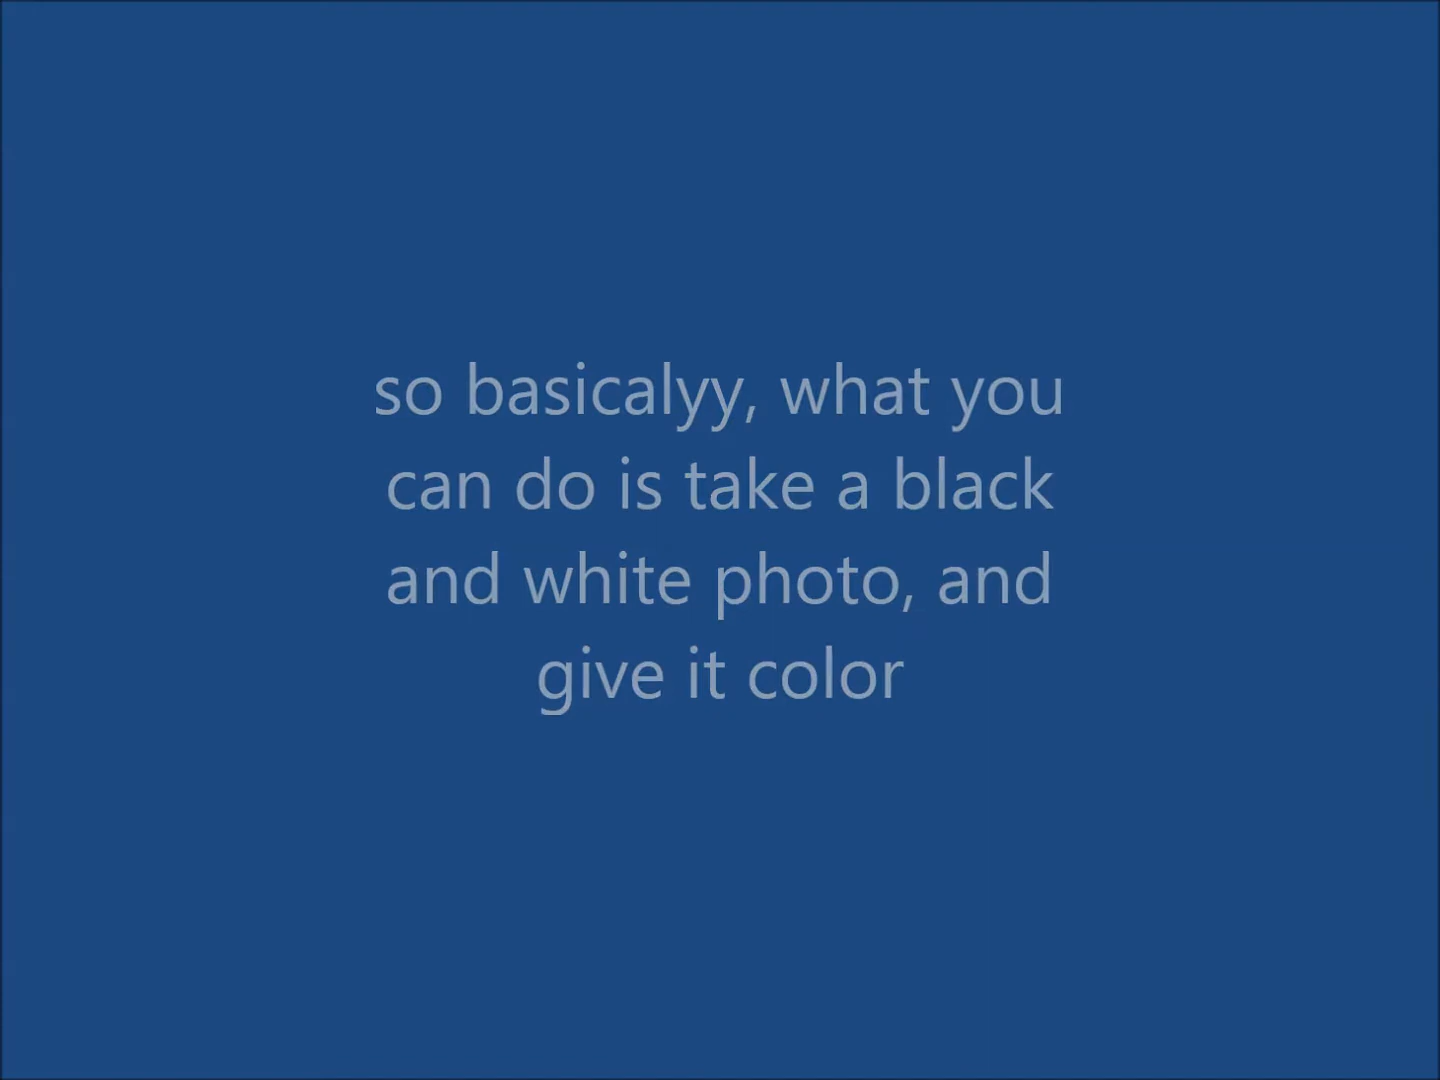 so basicalyy, what you
can do is take a black
and white photo, and
give it color